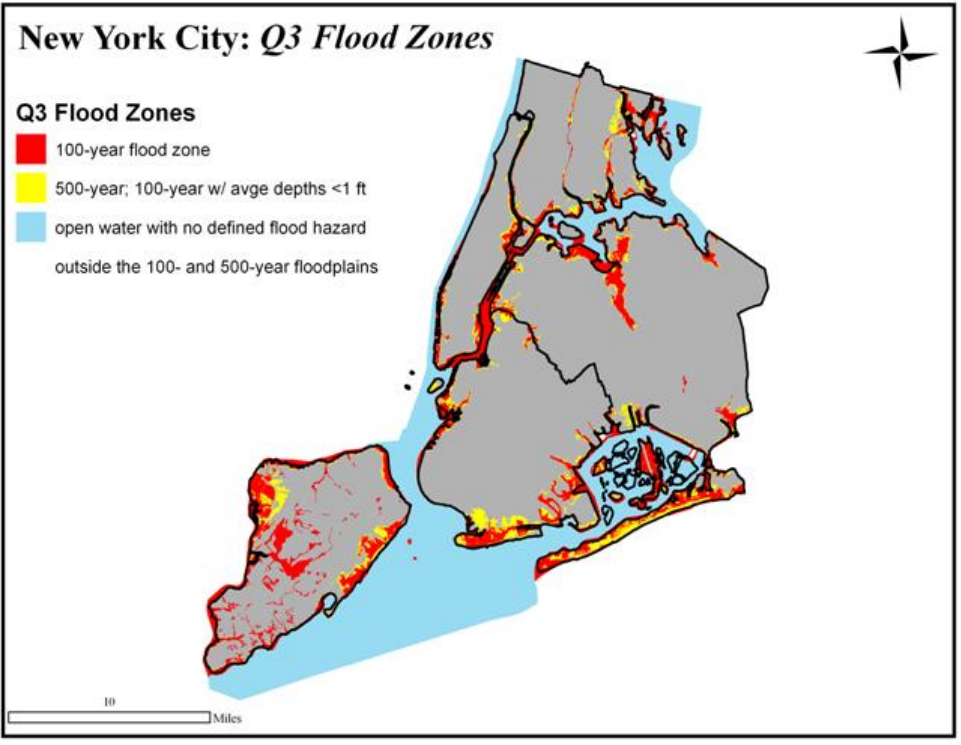 New York City: Q3 Flood Zones
Q3 Flood Zones
100-year flood zone
500-year; 100-year w/ avge depths <1 ft
open water with no defined flood hazard
outside the 100- and 500-year floodplains
10
Miles